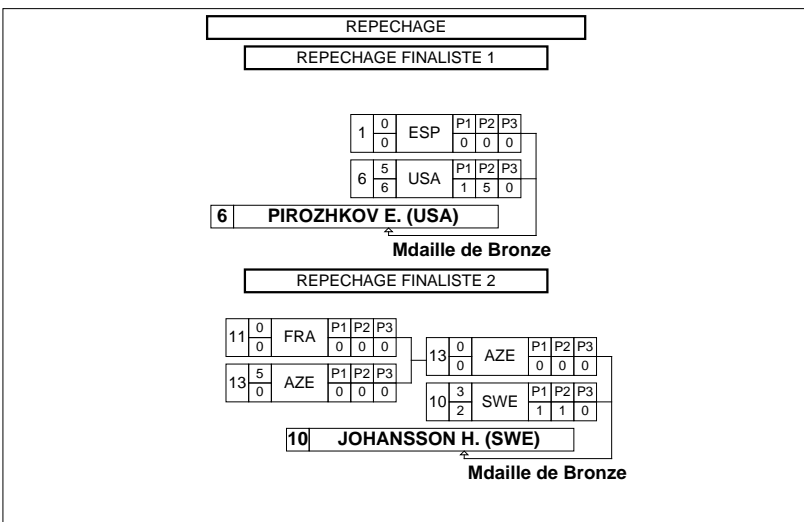 REPECHAGE
REPECHAGE FINALISTE 1
1 0 ESP P1 P2 P3
0 0 0 0
6 5 USA P1 P2 P3
6 1 5 0
6 PIROZHKOV E. (USA)
Mdaille de Bronze
REPECHAGE FINALISTE 2
11 0 FRA P1 P2 P3
0 0 0 0
13 5 AZE P1 P2 P3
0 0 0 0
13 0 AZE P1 P2 P3
0 0 0 0
10 3 SWE P1 P2 P3
2 1 1 0
10 JOHANSSON H. (SWE)
Mdaille de Bronze